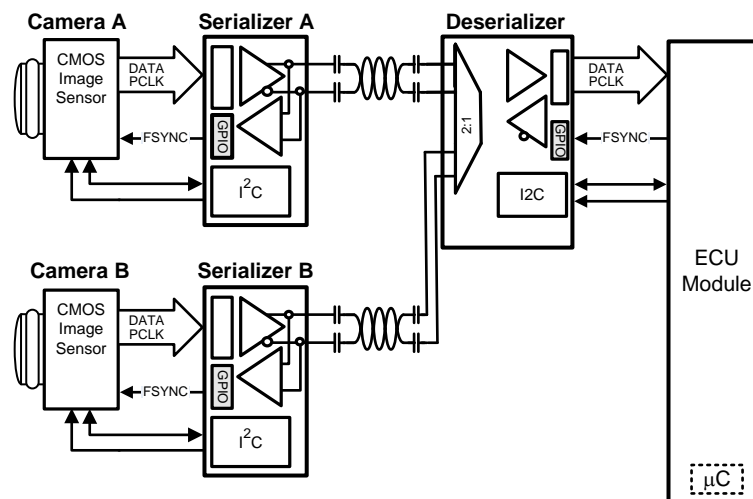 Camera A
Serializer A
Deserializer
CMOS
Image
Sensor
DATA
PCLK
FSYNC
GPIO
I²C
2:1
DATA
PCLK
FSYNC
GPIO
I2C
ECU
Module
Camera B
Serializer B
CMOS
Image
Sensor
DATA
PCLK
FSYNC
GPIO
I²C
μC